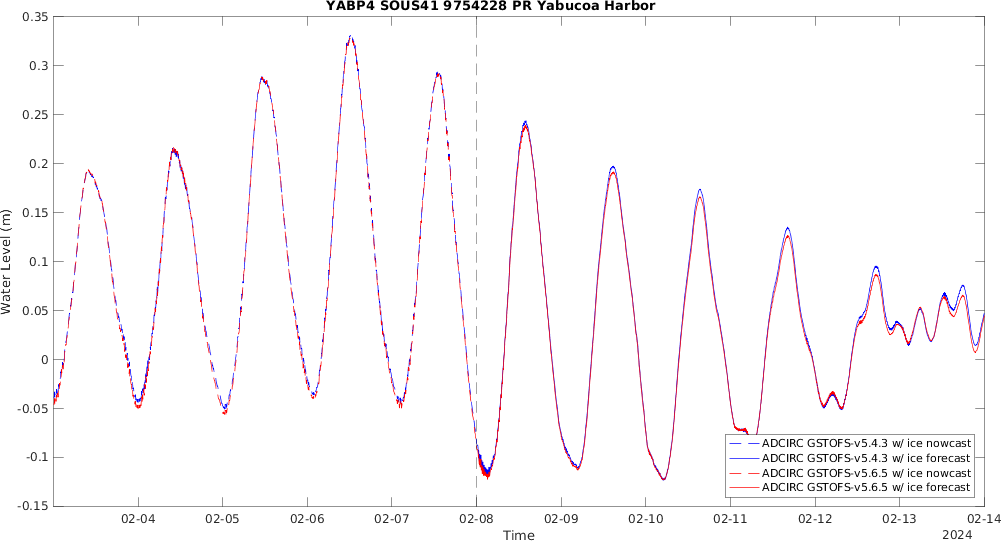 YABP4 SOUS41 9754228 PR Yabucoa Harbor
0.35
0.3
0.25
0.2
0.15
0.1
0.05
0
-0.05
-0.1
-0.15
Water Level (m)
ADCIRC GSTOFS-v5.4.3 w/ ice nowcast
ADCIRC GSTOFS-v5.4.3 w/ ice forecast
ADCIRC GSTOFS-v5.6.5 w/ ice nowcast
ADCIRC GSTOFS-v5.6.5 w/ ice forecast
02-04 02-05 02-06 02-07 02-08 02-09 02-10 02-11 02-12 02-13 02-14
Time
2024